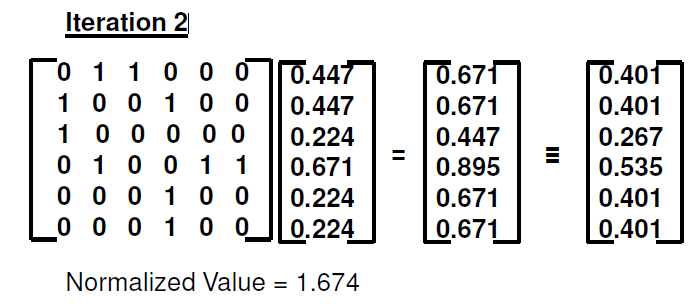 Iteration 2
0 1 1 0 0 0 0.447 0.671 0.401
1 0 0 1 0 0 0.447 0.671 0.401
1 0 0 0 0 0 0.224 0.447 0.267
0 1 0 0 1 1 0.671 = 0.895 ≡ 0.535
0 0 0 1 0 0 0.224 0.671 0.401
0 0 0 1 0 0 0.224 0.671 0.401
Normalized Value = 1.674